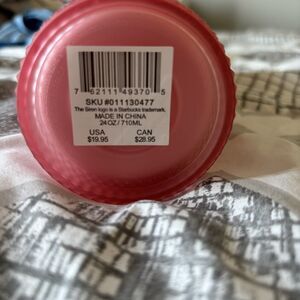 7 62111 49370 5
SKU #011130477
The Siren logo is a Starbucks trademark.
MADE IN CHINA
24OZ / 710ML
USA CAN
$19.95 $28.95